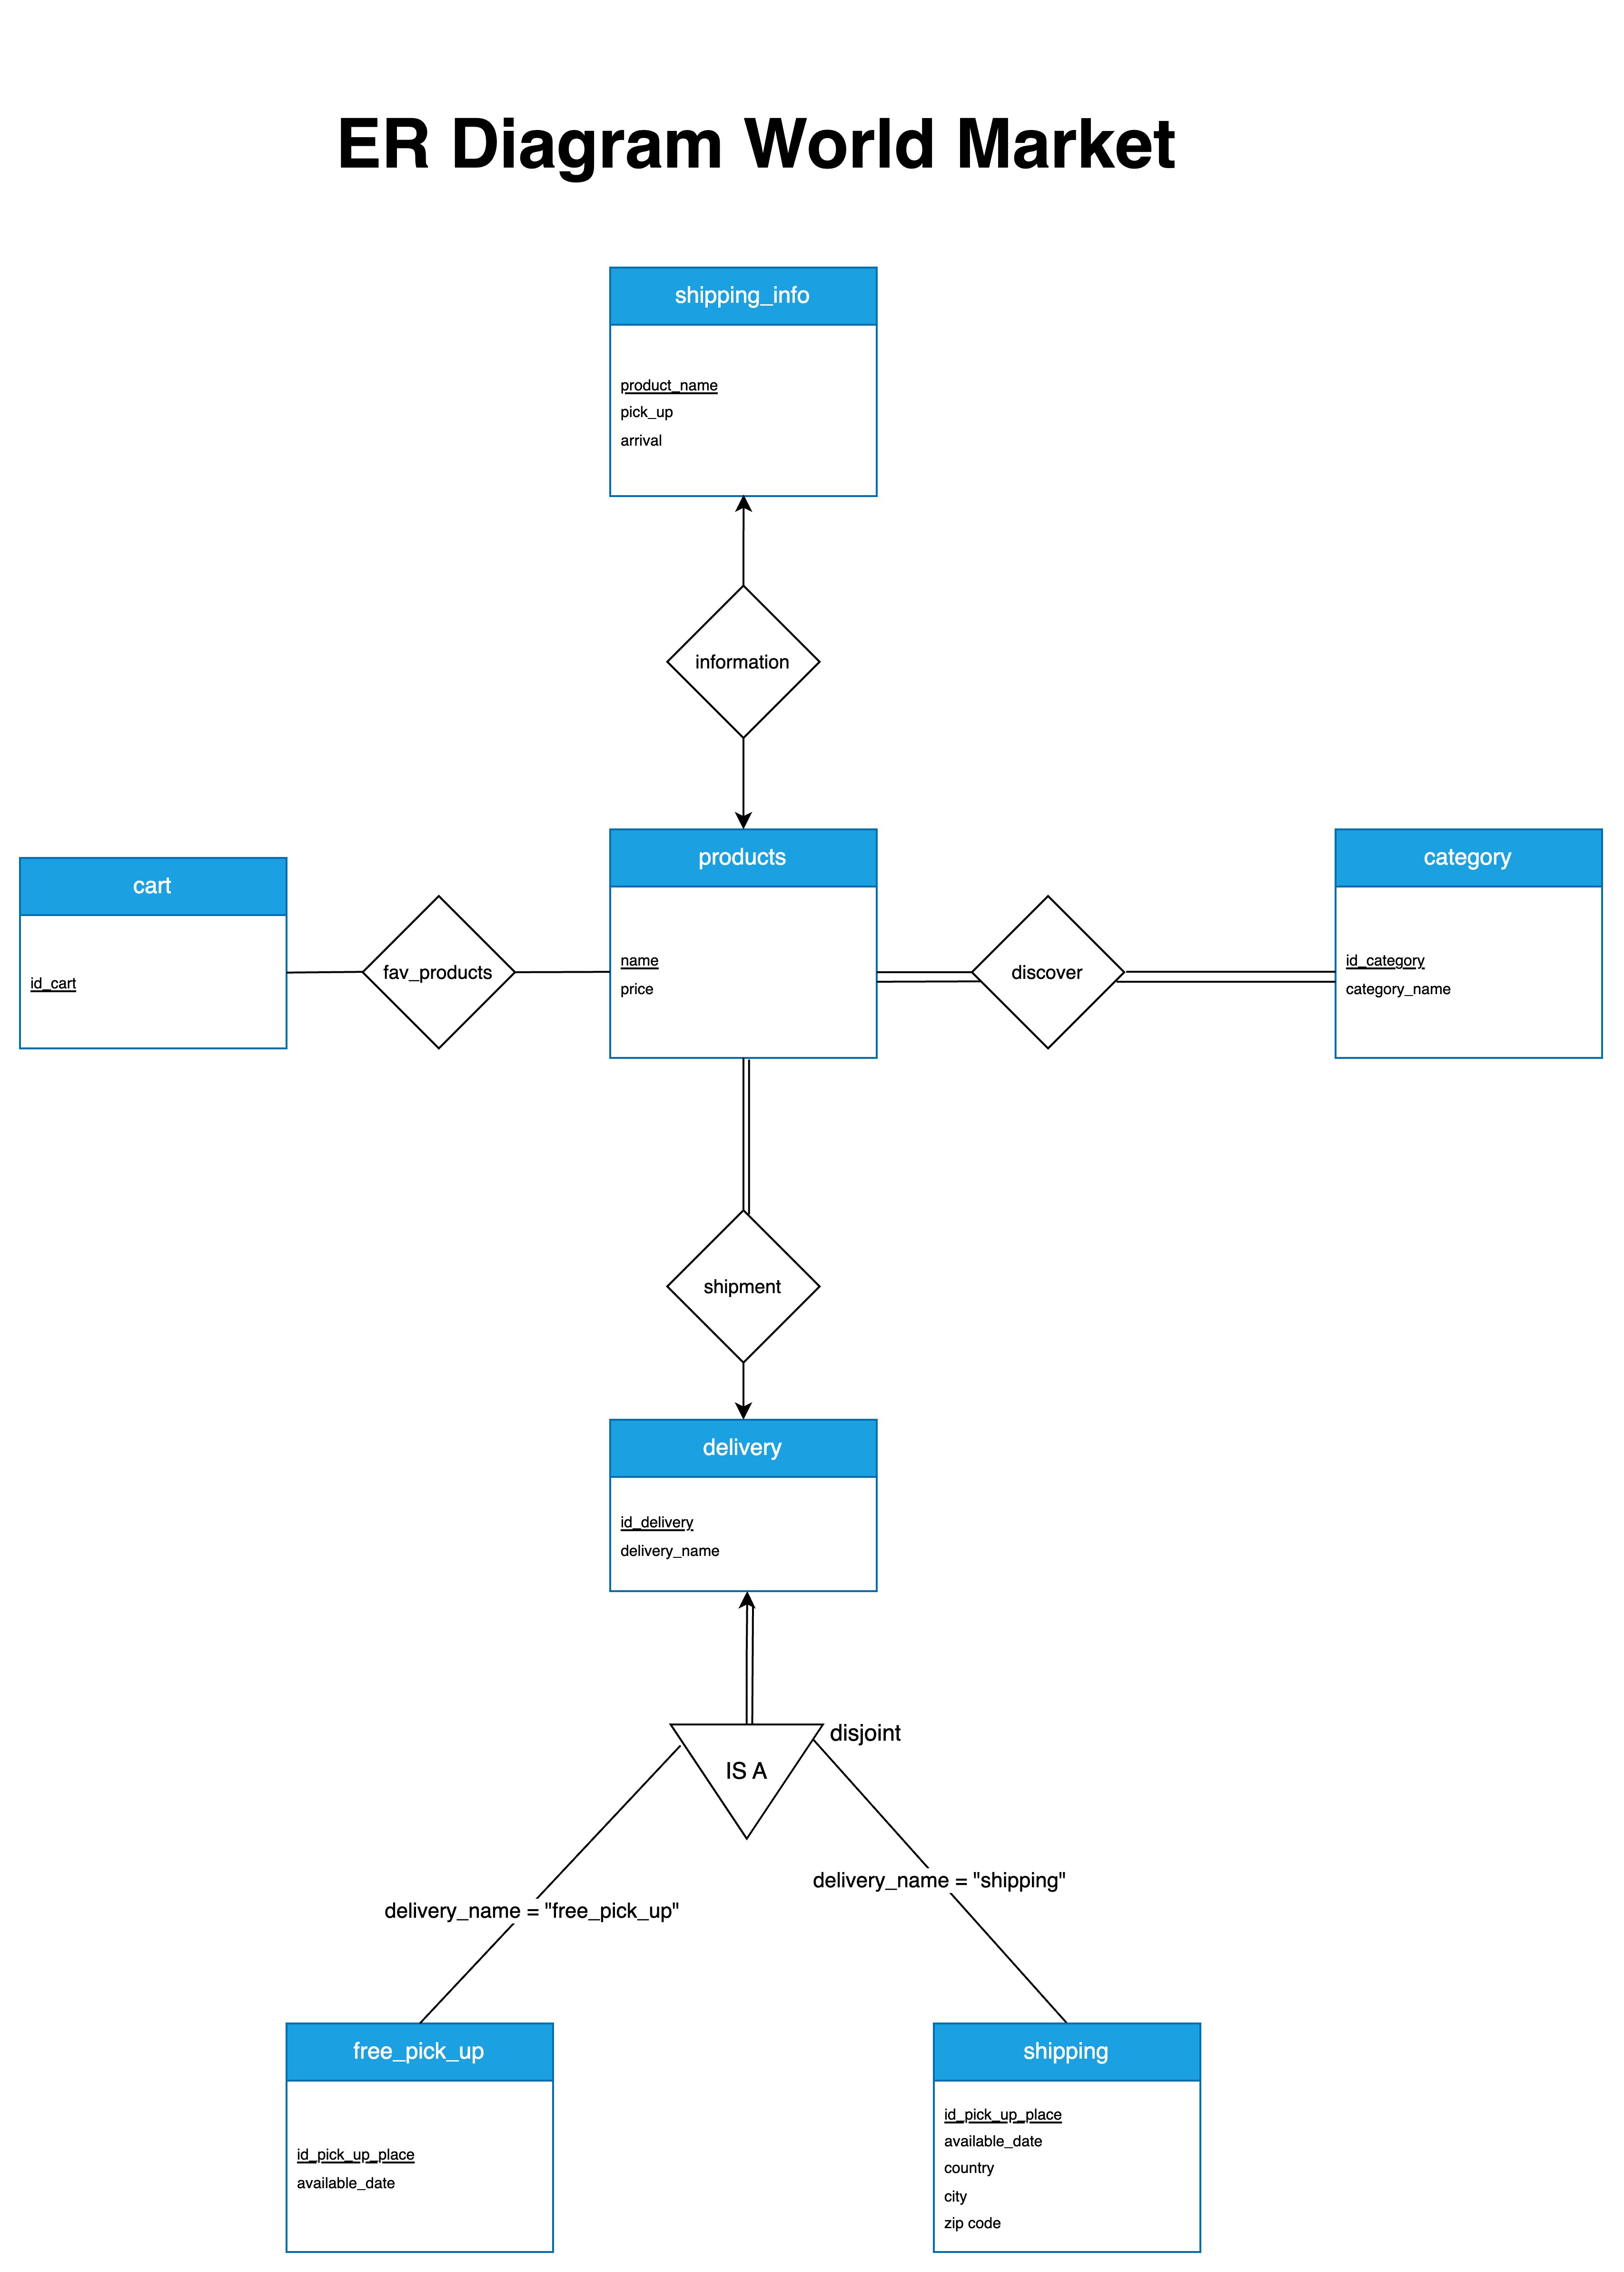 ER Diagram World Market
shipping_info
product_name
pick_up
arrival
information
products
name
price
cart
id_cart
fav_products
discover
category
id_category
category_name
shipment
delivery
id_delivery
delivery_name
disjoint
IS A
delivery_name = "shipping"
delivery_name = "free_pick_up"
free_pick_up
id_pick_up_place
available_date
shipping
id_pick_up_place
available_date
country
city
zip code